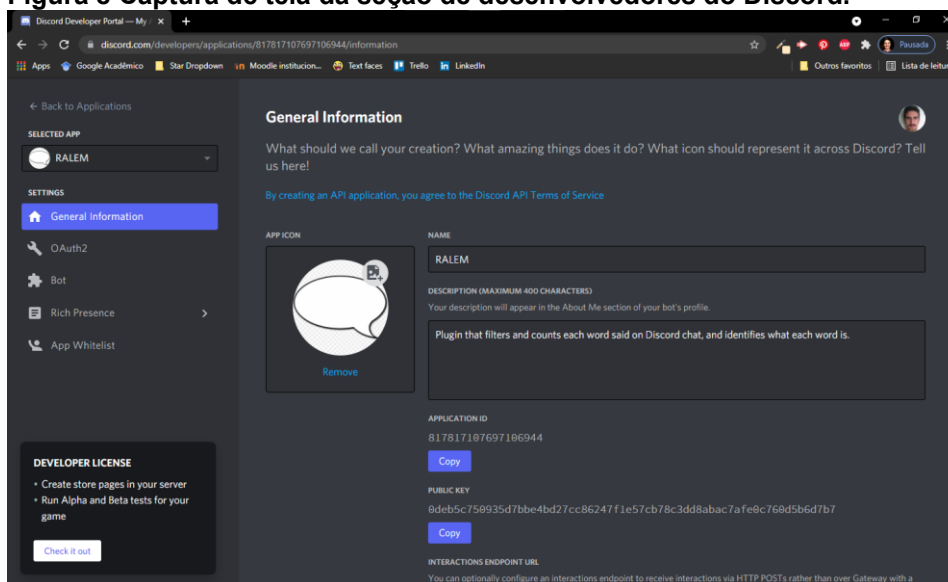 Figura 3 Captura de tela da seção de desenvolvedores do Discord.
Discord Developer Portal — My
discord.com/developers/applications/817817107697106944/information
Pausada
Apps Google Acadêmico Star Dropdown Moodle institucion... Text faces Trello LinkedIn Outros favoritos Lista de leitur
← Back to Applications
SELECTED APP
RALEM
SETTINGS
General Information
OAuth2
Bot
Rich Presence
App Whitelist
DEVELOPER LICENSE
• Create store pages in your server
• Run Alpha and Beta tests for your
game
Check it out
General Information
What should we call your creation? What amazing things does it do? What icon should represent it across Discord? Tell
us here!
By creating an API application, you agree to the Discord API Terms of Service
APP ICON
Remove
NAME
RALEM
DESCRIPTION (MAXIMUM 400 CHARACTERS)
Your description will appear in the About Me section of your bot's profile.
Plugin that filters and counts each word said on Discord chat, and identifies what each word is.
APPLICATION ID
817817107697106944
Copy
PUBLIC KEY
0deb5c750935d7bbe4bd27cc86247f1e57cb78c3dd8abac7afe0c760d5b6d7b7
Copy
INTERACTIONS ENDPOINT URL
You can optionally configure an interactions endpoint to receive interactions via HTTP POSTs rather than over Gateway with a